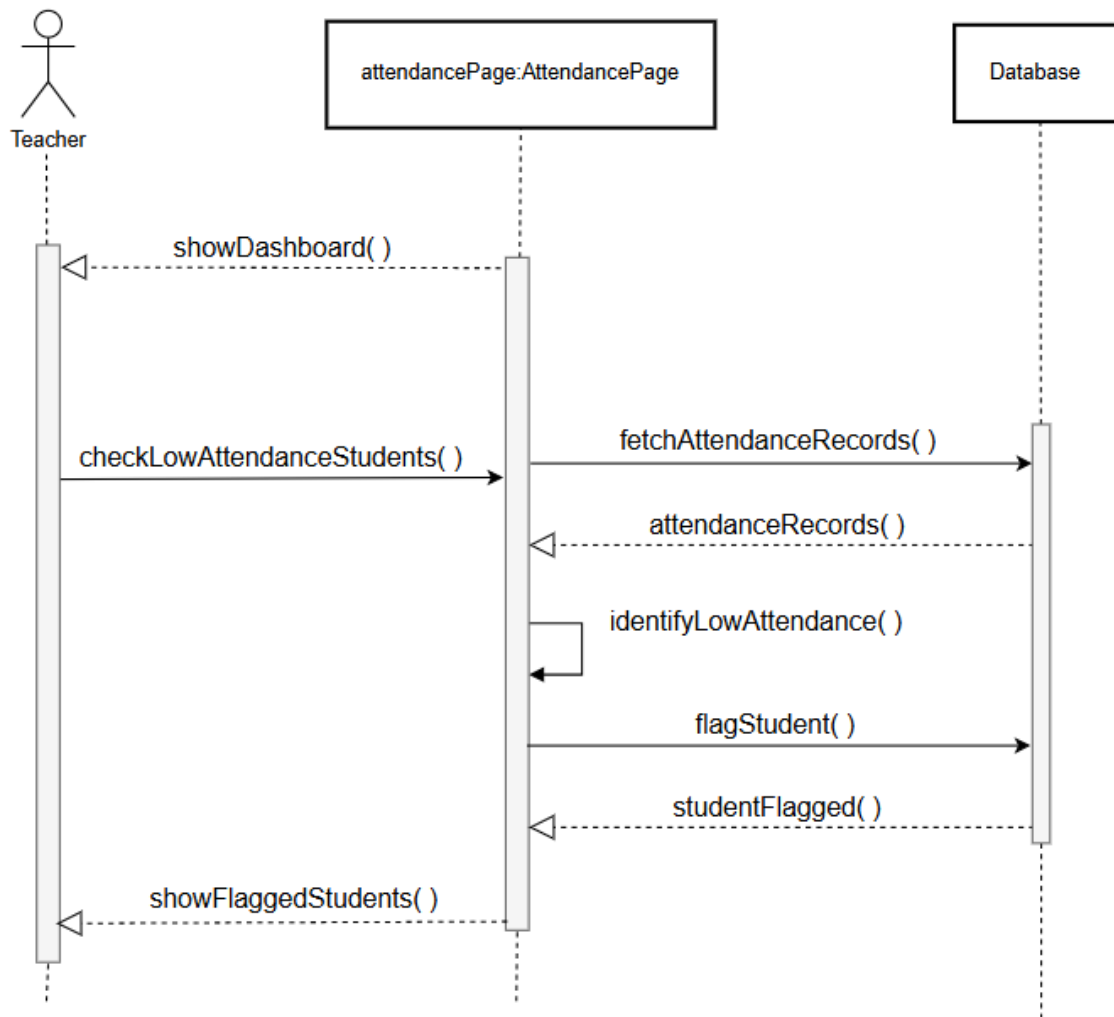 Teacher
attendancePage:AttendancePage
Database
showDashboard( )
checkLowAttendanceStudents( )
fetchAttendanceRecords( )
attendanceRecords( )
identifyLowAttendance( )
flagStudent( )
studentFlagged( )
showFlaggedStudents( )